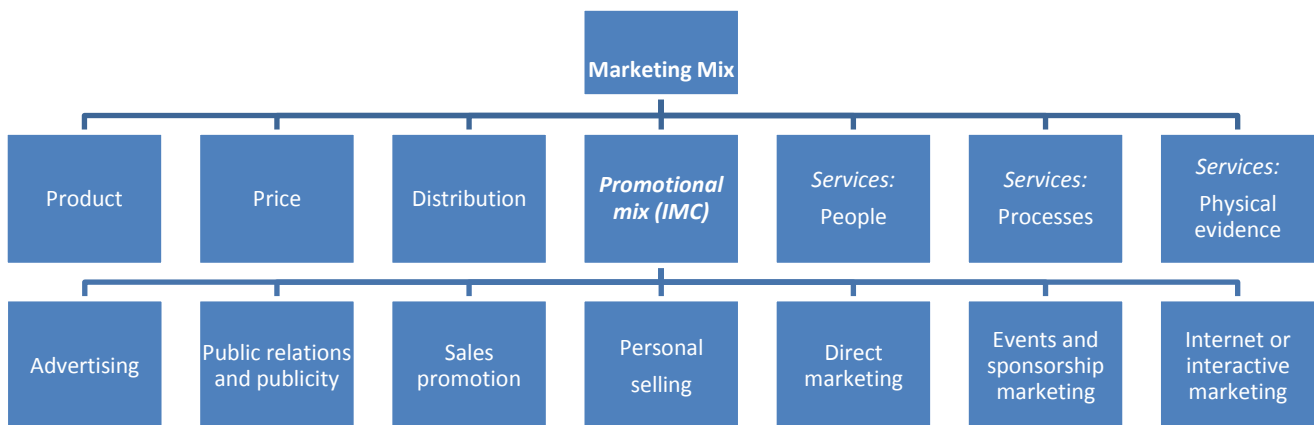 Marketing Mix
Product
Price
Distribution
Promotional
mix (IMC)
Services:
People
Services:
Processes
Services:
Physical
evidence
Advertising
Public relations
and publicity
Sales
promotion
Personal
selling
Direct
marketing
Events and
sponsorship
marketing
Internet or
interactive
marketing